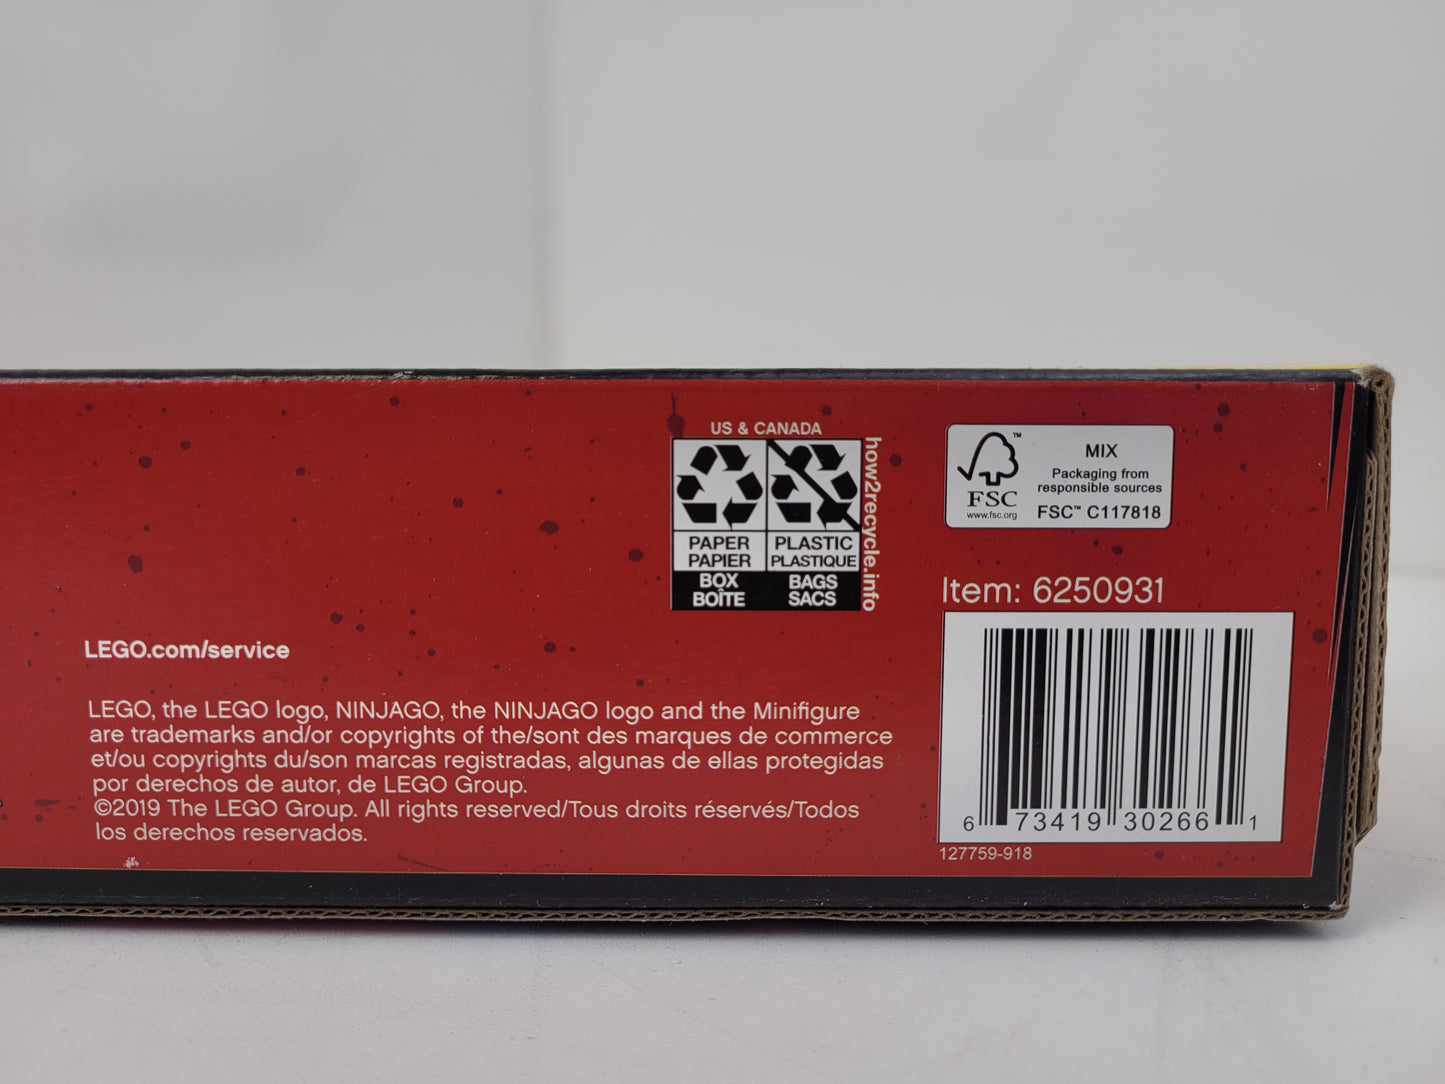 US & CANADA
PAPER
PAPIER
BOX
BOÎTE
PLASTIC
PLASTIQUE
BAGS
SACS
how2recycle.info
FSC
www.fsc.org
™
MIX
Packaging from
responsible sources
FSC™ C117818
Item: 6250931
6 73419 30266 1
127759-918
LEGO.com/service
LEGO, the LEGO logo, NINJAGO, the NINJAGO logo and the Minifigure
are trademarks and/or copyrights of the/sont des marques de commerce
et/ou copyrights du/son marcas registradas, algunas de ellas protegidas
por derechos de autor, de LEGO Group.
©2019 The LEGO Group. All rights reserved/Tous droits réservés/Todos
los derechos reservados.